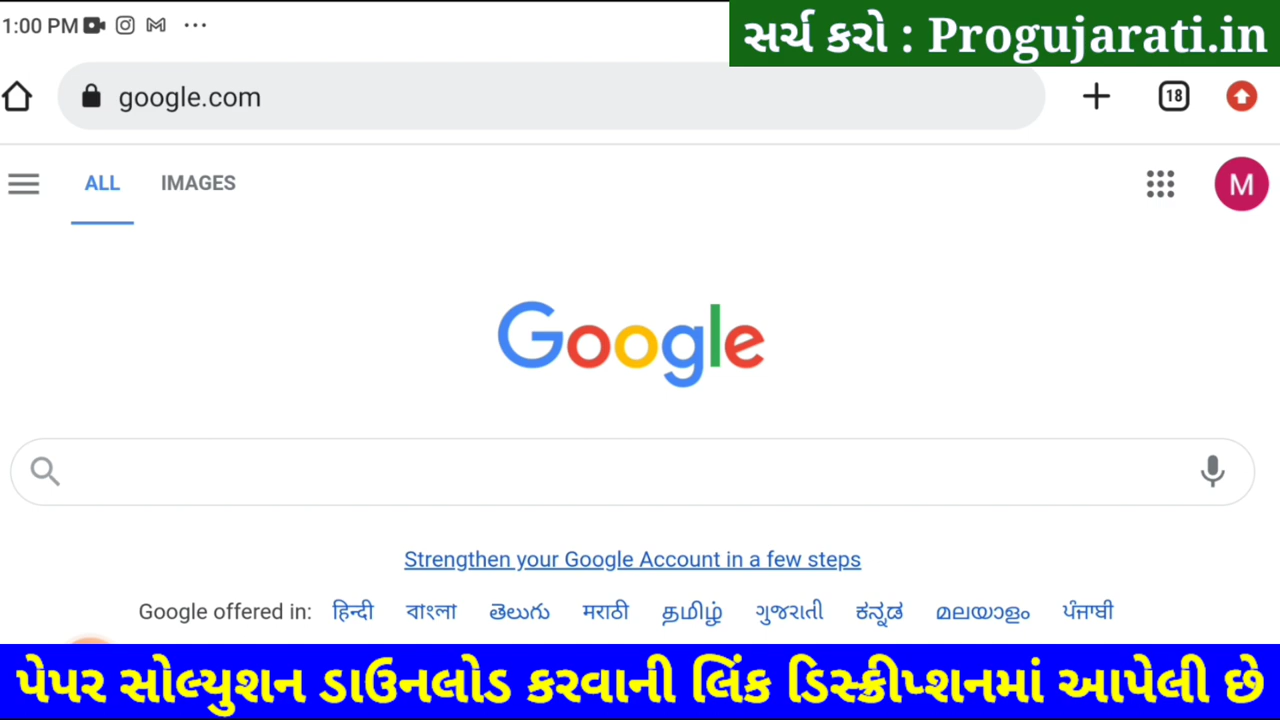 1:00 PM ...
સર્ચ કરો : Progujarati.in
google.com
18
ALL IMAGES
M
Google
Strengthen your Google Account in a few steps
Google offered in: हिन्दी বাংলা తెలుగు मराठी தமிழ் ગુજરાતી ಕನ್ನಡ മലയാളം ਪੰਜਾਬੀ
પેપર સોલ્યુશન ડાઉનલોડ કરવાની લિંક ડિસ્ક્રીપ્શનમાં આપેલી છે